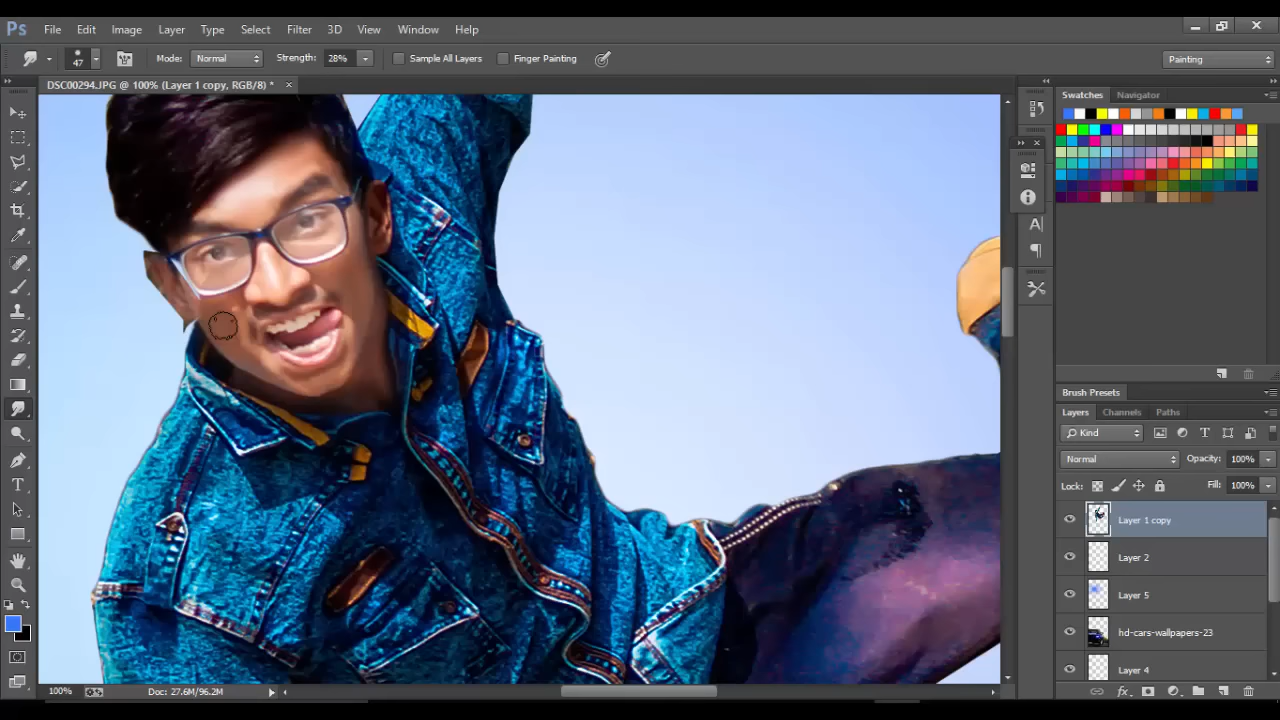 Ps File Edit Image Layer Type Select Filter 3D View Window Help
47 Mode: Normal Strength: 28% Sample All Layers Finger Painting Painting
DSC00294.JPG @ 100% (Layer 1 copy, RGB/8) * ×
Swatches Navigator
Brush Presets
Layers Channels Paths
Kind
Normal Opacity: 100%
Lock: Fill: 100%
Layer 1 copy
Layer 2
Layer 5
hd-cars-wallpapers-23
Layer 4
100% Doc: 27.6M/96.2M